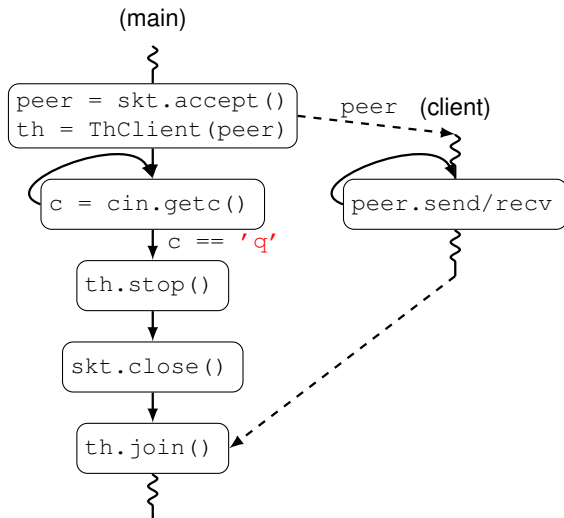 (main)
peer = skt.accept()
th = ThClient(peer)
peer
(client)
c = cin.getc()
peer.send/recv
c == 'q'
th.stop()
skt.close()
th.join()